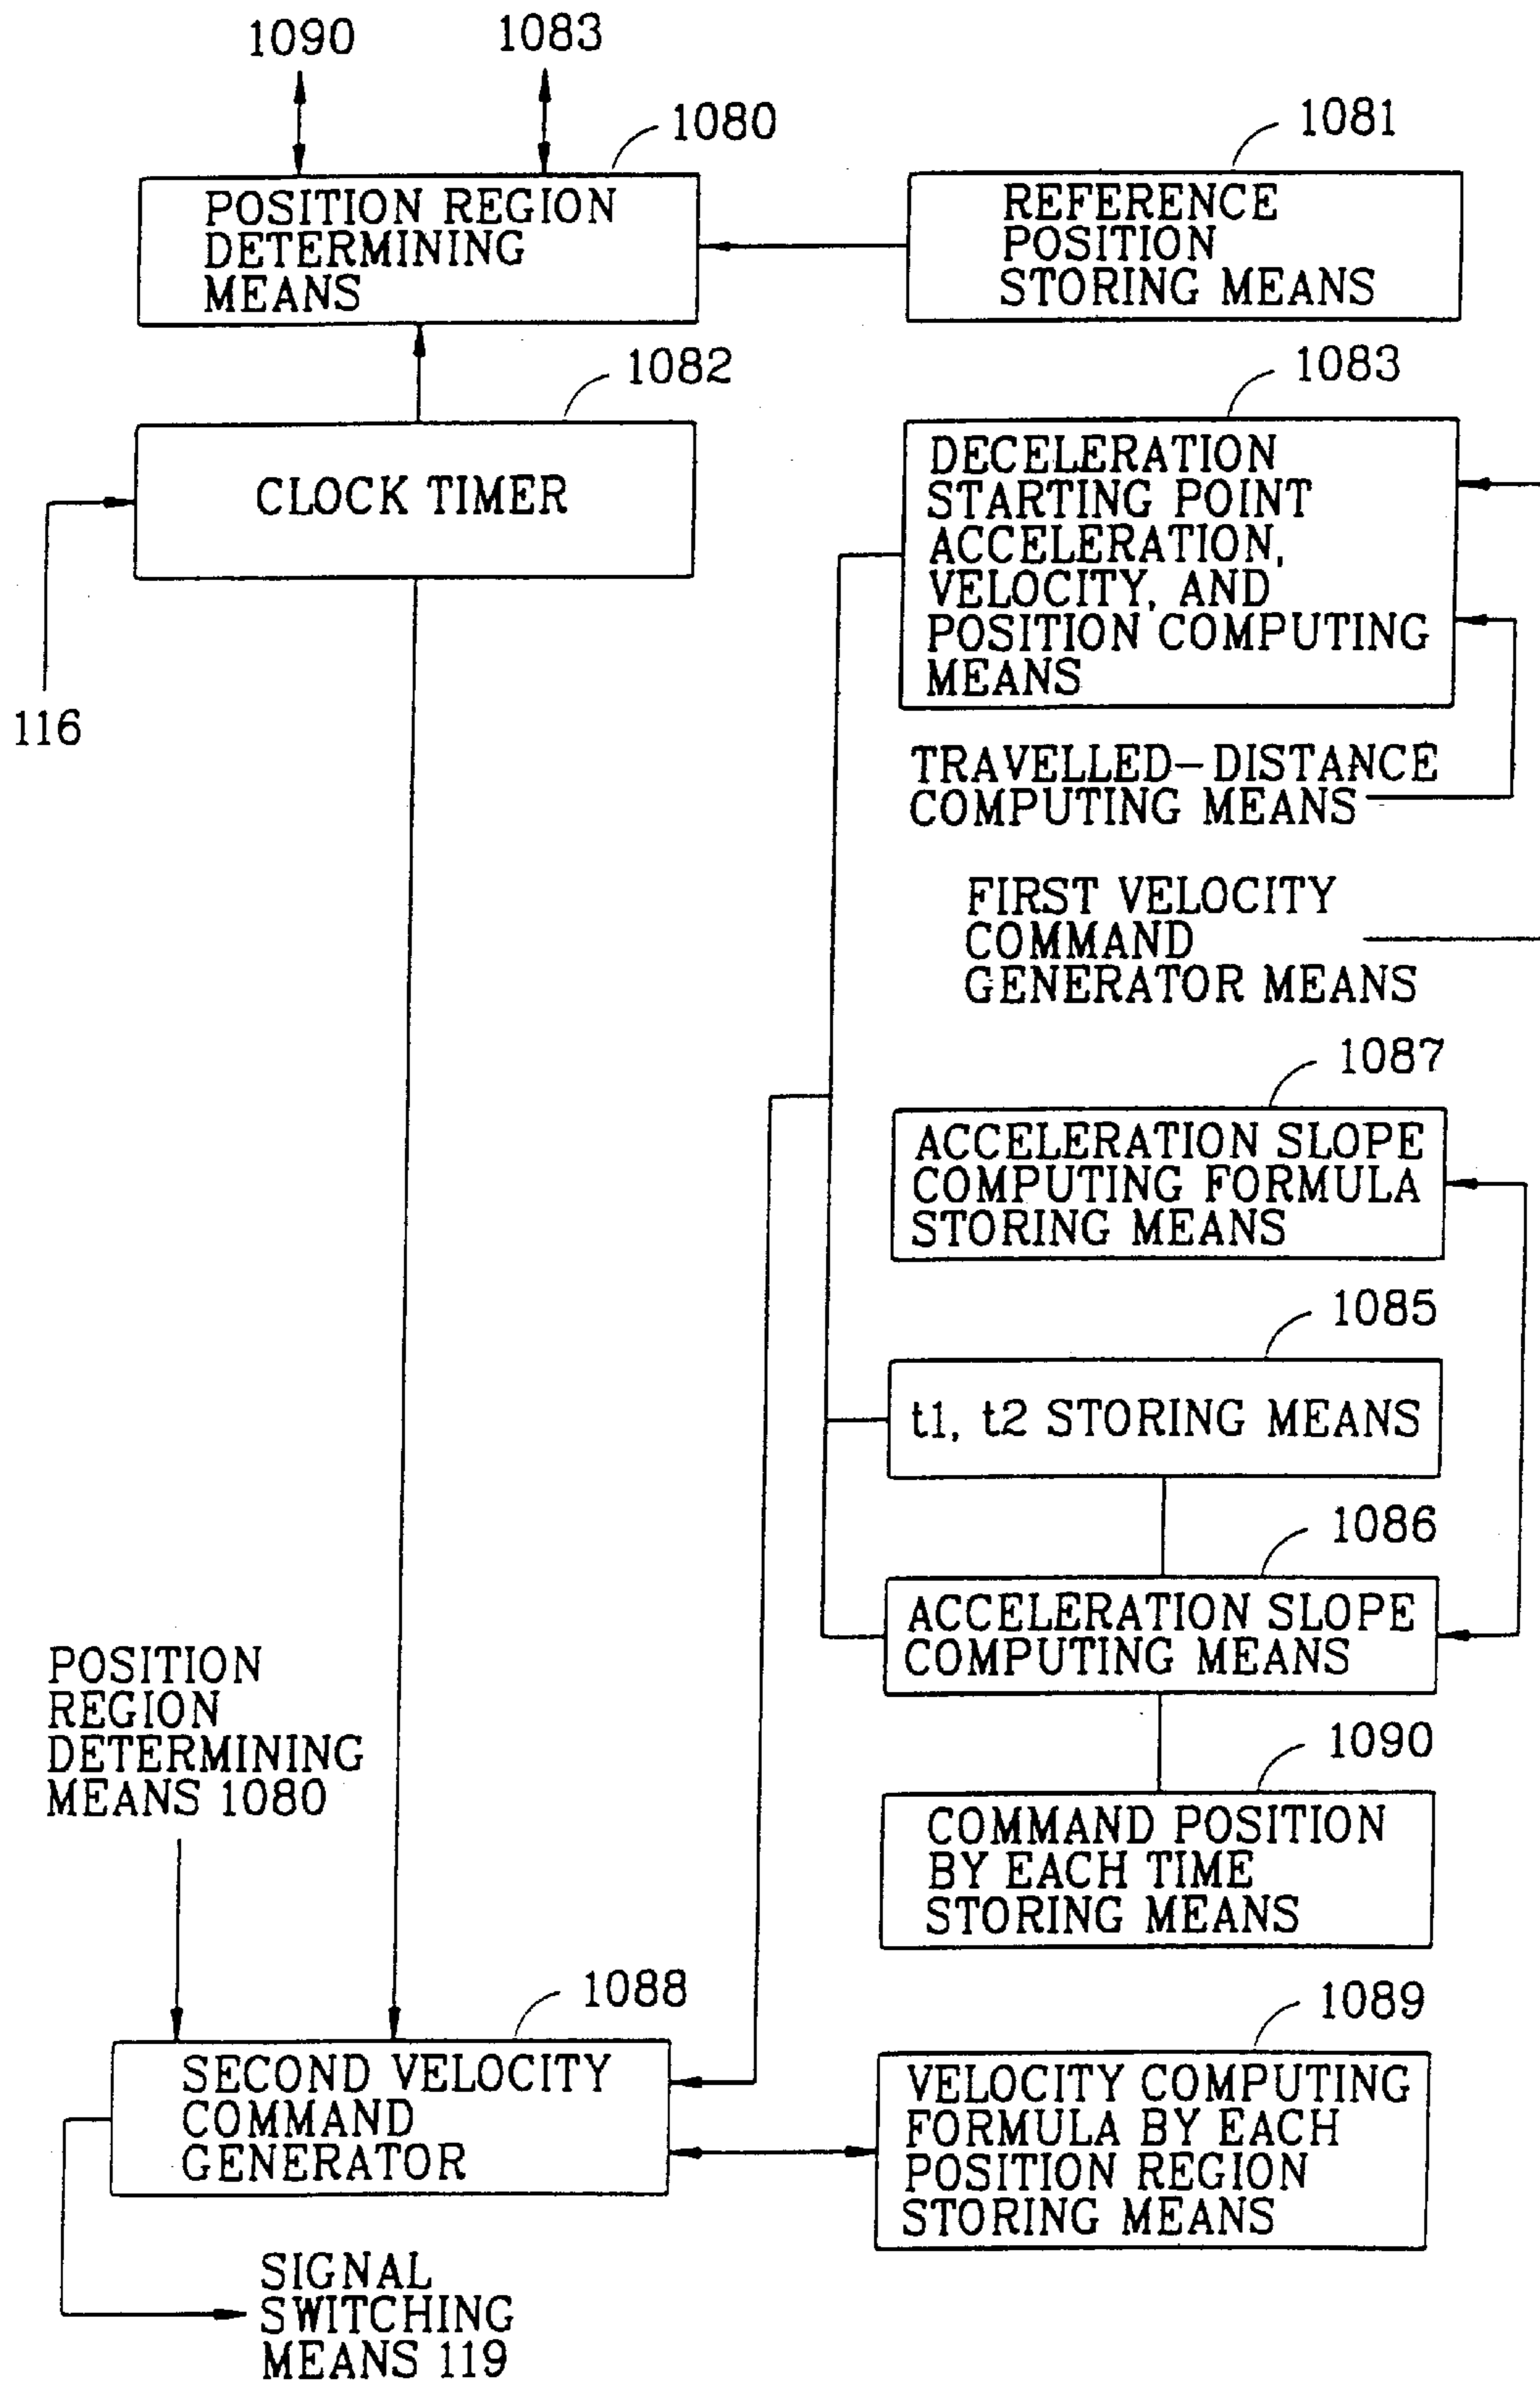 1090
1083
1080
1081
POSITION REGION
DETERMINING
MEANS
REFERENCE
POSITION
STORING MEANS
1082
1083
CLOCK TIMER
DECELERATION
STARTING POINT
ACCELERATION,
VELOCITY, AND
POSITION COMPUTING
MEANS
116
TRAVELLED-DISTANCE
COMPUTING MEANS
FIRST VELOCITY
COMMAND
GENERATOR MEANS
1087
ACCELERATION SLOPE
COMPUTING FORMULA
STORING MEANS
1085
t1, t2 STORING MEANS
1086
ACCELERATION SLOPE
COMPUTING MEANS
POSITION
REGION
DETERMINING
MEANS 1080
1090
COMMAND POSITION
BY EACH TIME
STORING MEANS
1088
SECOND VELOCITY
COMMAND
GENERATOR
1089
VELOCITY COMPUTING
FORMULA BY EACH
POSITION REGION
STORING MEANS
SIGNAL
SWITCHING
MEANS 119